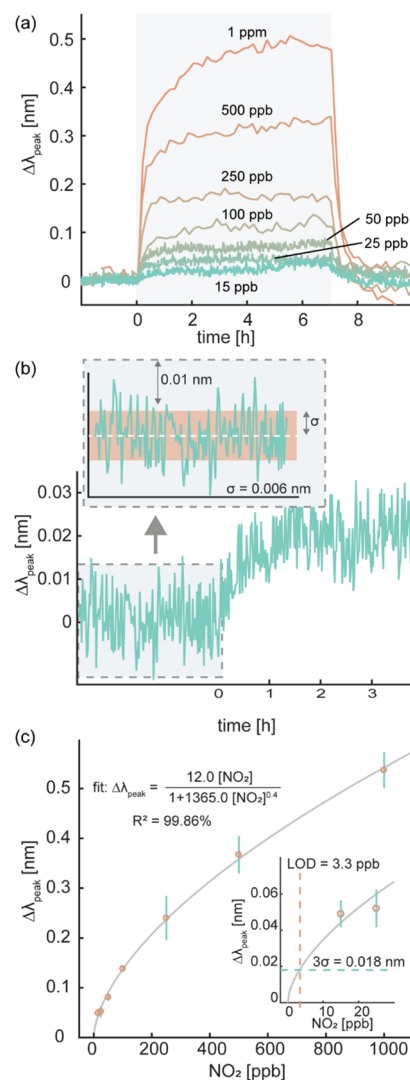 (a)
0.5
0.4
0.3
0.2
0.1
0
Δλpeak [nm]
1 ppm
500 ppb
250 ppb
100 ppb
50 ppb
25 ppb
15 ppb
0 2 4 6 8
time [h]
(b)
0.01 nm
σ
σ = 0.006 nm
0.03
0.02
0.01
0
Δλpeak [nm]
0 1 2 3
time [h]
(c)
0.5
0.4
0.3
0.2
0.1
0
Δλpeak [nm]
fit: Δλpeak = 12.0 [NO₂]
1+1365.0 [NO₂]^0.4
R² = 99.86%
LOD = 3.3 ppb
0.06
0.04
0.02
0
Δλpeak [nm]
3σ = 0.018 nm
0 10 20
NO₂ [ppb]
0 200 400 600 800 1000
NO₂ [ppb]